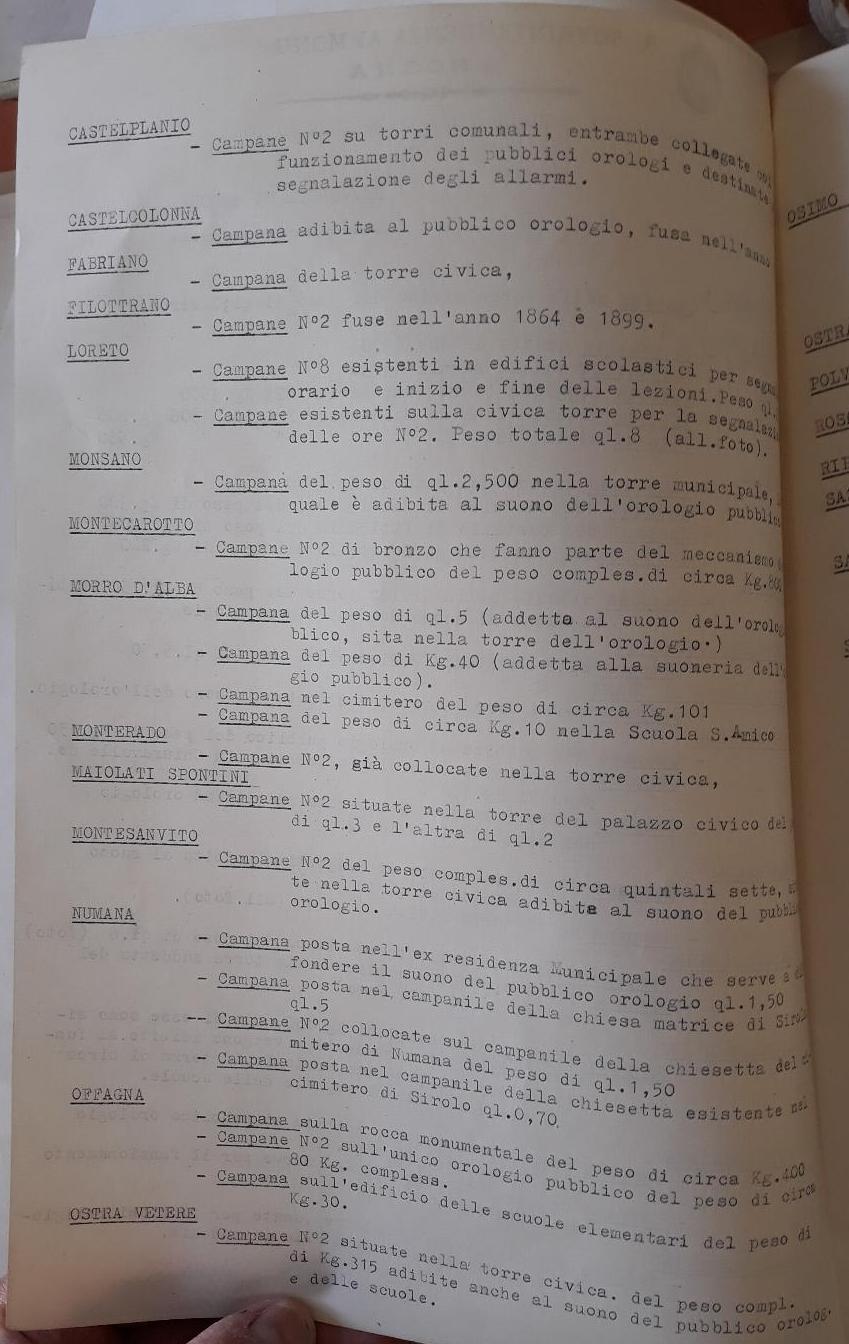 CASTELPLANIO
- Campane Nº2 su torri comunali, entrambe collegate
funzionamento dei pubblici orologi e destinate
segnalazione degli allarmi.
CASTELCOLONNA
- Campana adibita al pubblico orologio, fusa nell'anno
FABRIANO
- Campana della torre civica,
FILOTTRANO
- Campane Nº2 fuse nell'anno 1864 e 1899.
LORETO
- Campane Nº8 esistenti in edifici scolastici per
orario e inizio e fine delle lezioni.Peso ql.
- Campane esistenti sulla civica torre per la
delle ore Nº2. Peso totale ql.8 (all.foto).
MONSANO
- Campana del peso di ql.2,500 nella torre municipale,
quale è adibita al suono dell'orologio
MONTECAROTTO
- Campane Nº2 di bronzo che fanno parte del meccanismo
logio pubblico del peso comples.di circa
MORRO D'ALBA
- Campana del peso di ql.5 (addetta al suono
blico, sita nella torre dell'orologio.)
- Campana del peso di Kg.40 (addetta alla suoneria
gio pubblico).
- Campana nel cimitero del peso di circa Kg.101
- Campana del peso di circa Kg.10 nella Scuola S.Amico
MONTERADO
- Campane Nº2, già collocate nella torre civica,
MAIOLATI SPONTINI
- Campane Nº2 situate nella torre del palazzo civico
di ql.3 e l'altra di ql.2
MONTESANVITO
- Campane Nº2 del peso comples.di circa quintali sette,
te nella torre civica adibite al suono del
orologio.
NUMANA
- Campana posta nell'ex residenza Municipale che serve a
fondere il suono del pubblico orologio ql.1,50
- Campana posta nel campanile della chiesa matrice di
ql.5
-- Campane Nº2 collocate sul campanile della chiesetta del
mitero di Numana del peso di ql.1,50
- Campana posta nel campanile della chiesetta esistente nel
cimitero di Sirolo ql.0,70
OFFAGNA
- Campana sulla rocca monumentale del peso di circa Kg.400
- Campane Nº2 sull'unico orologio pubblico del peso di circa
80 Kg. compless.
- Campana sull'edificio delle scuole elementari del peso di
Kg.30.
OSTRA VETERE
- Campane Nº2 situate nella torre civica. del peso compl.
di Kg.315 adibite anche al suono del pubblico orolog.
e delle scuole.
OSIMO